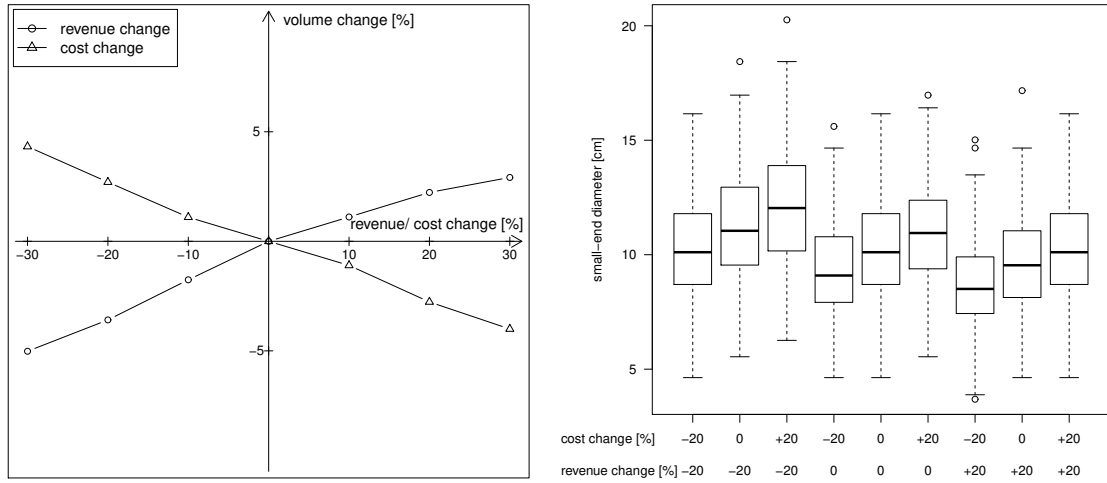 volume change [%]
revenue change
cost change
5
revenue/ cost change [%]
−30 −20 −10 10 20 30
−5
small−end diameter [cm]
20
15
10
5
cost change [%] −20 0 +20 −20 0 +20 −20 0 +20
revenue change [%] −20 −20 −20 0 0 0 +20 +20 +20